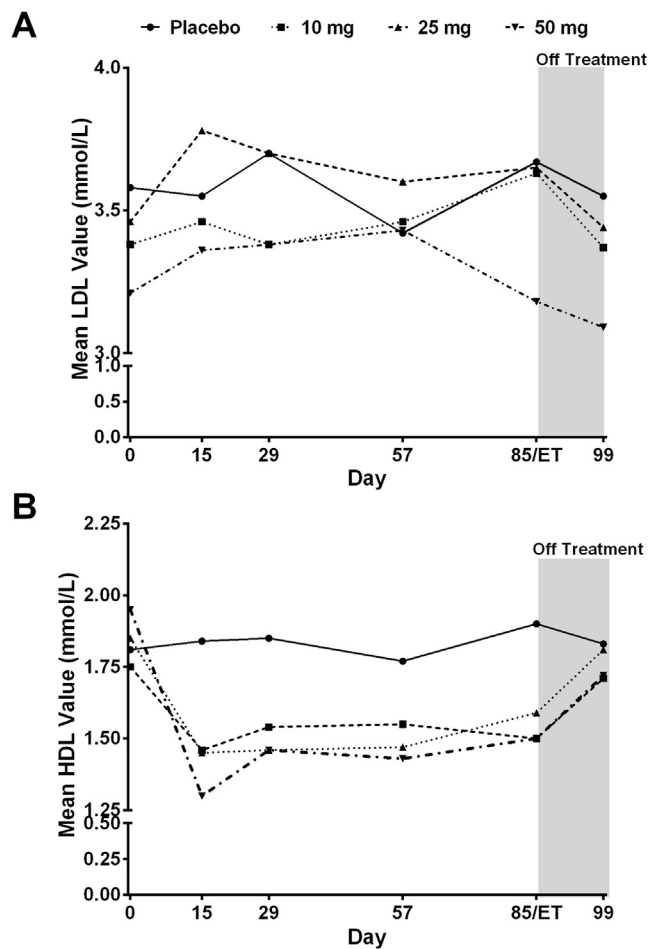 A
Placebo 10 mg 25 mg 50 mg
Off Treatment
4.0
3.5
3.0
1.0
0.5
0.0
Mean LDL Value (mmol/L)
0 15 29 57 85/ET 99
Day
B
Off Treatment
2.25
2.00
1.75
1.50
1.25
0.50
0.25
0.00
Mean HDL Value (mmol/L)
0 15 29 57 85/ET 99
Day